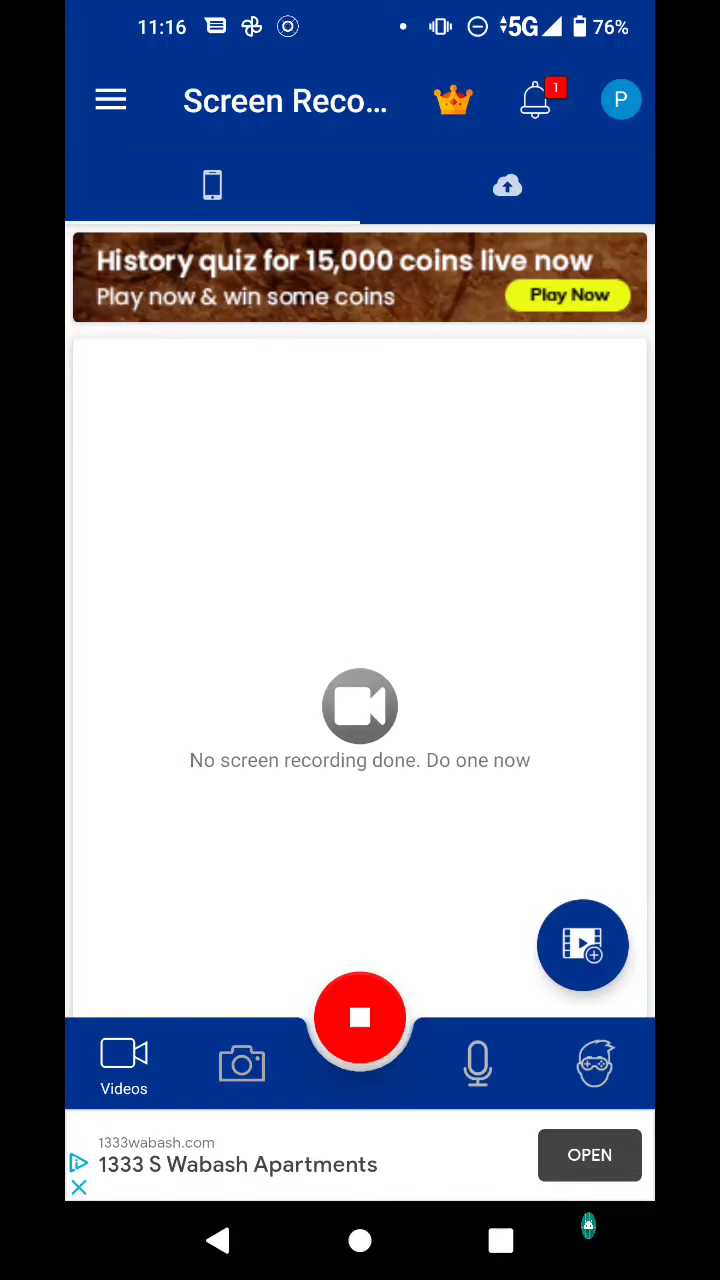 11:16
5G
76%
Screen Reco...
1
P
History quiz for 15,000 coins live now
Play now & win some coins
Play Now
No screen recording done. Do one now
Videos
1333wabash.com
1333 S Wabash Apartments
OPEN